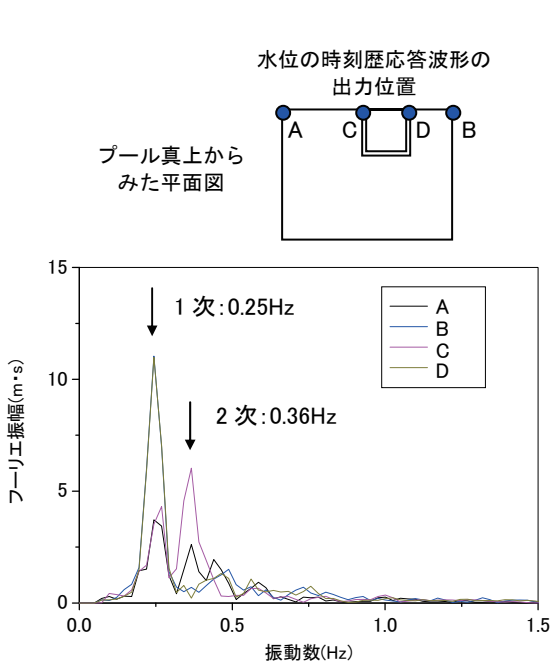 水位の時刻歴応答波形の
出力位置
A
C
D
B
プール真上から
みた平面図
15
10
5
0
フーリエ振幅(m・s)
1 次:0.25Hz
2 次:0.36Hz
A
B
C
D
0.0
0.5
1.0
1.5
振動数(Hz)